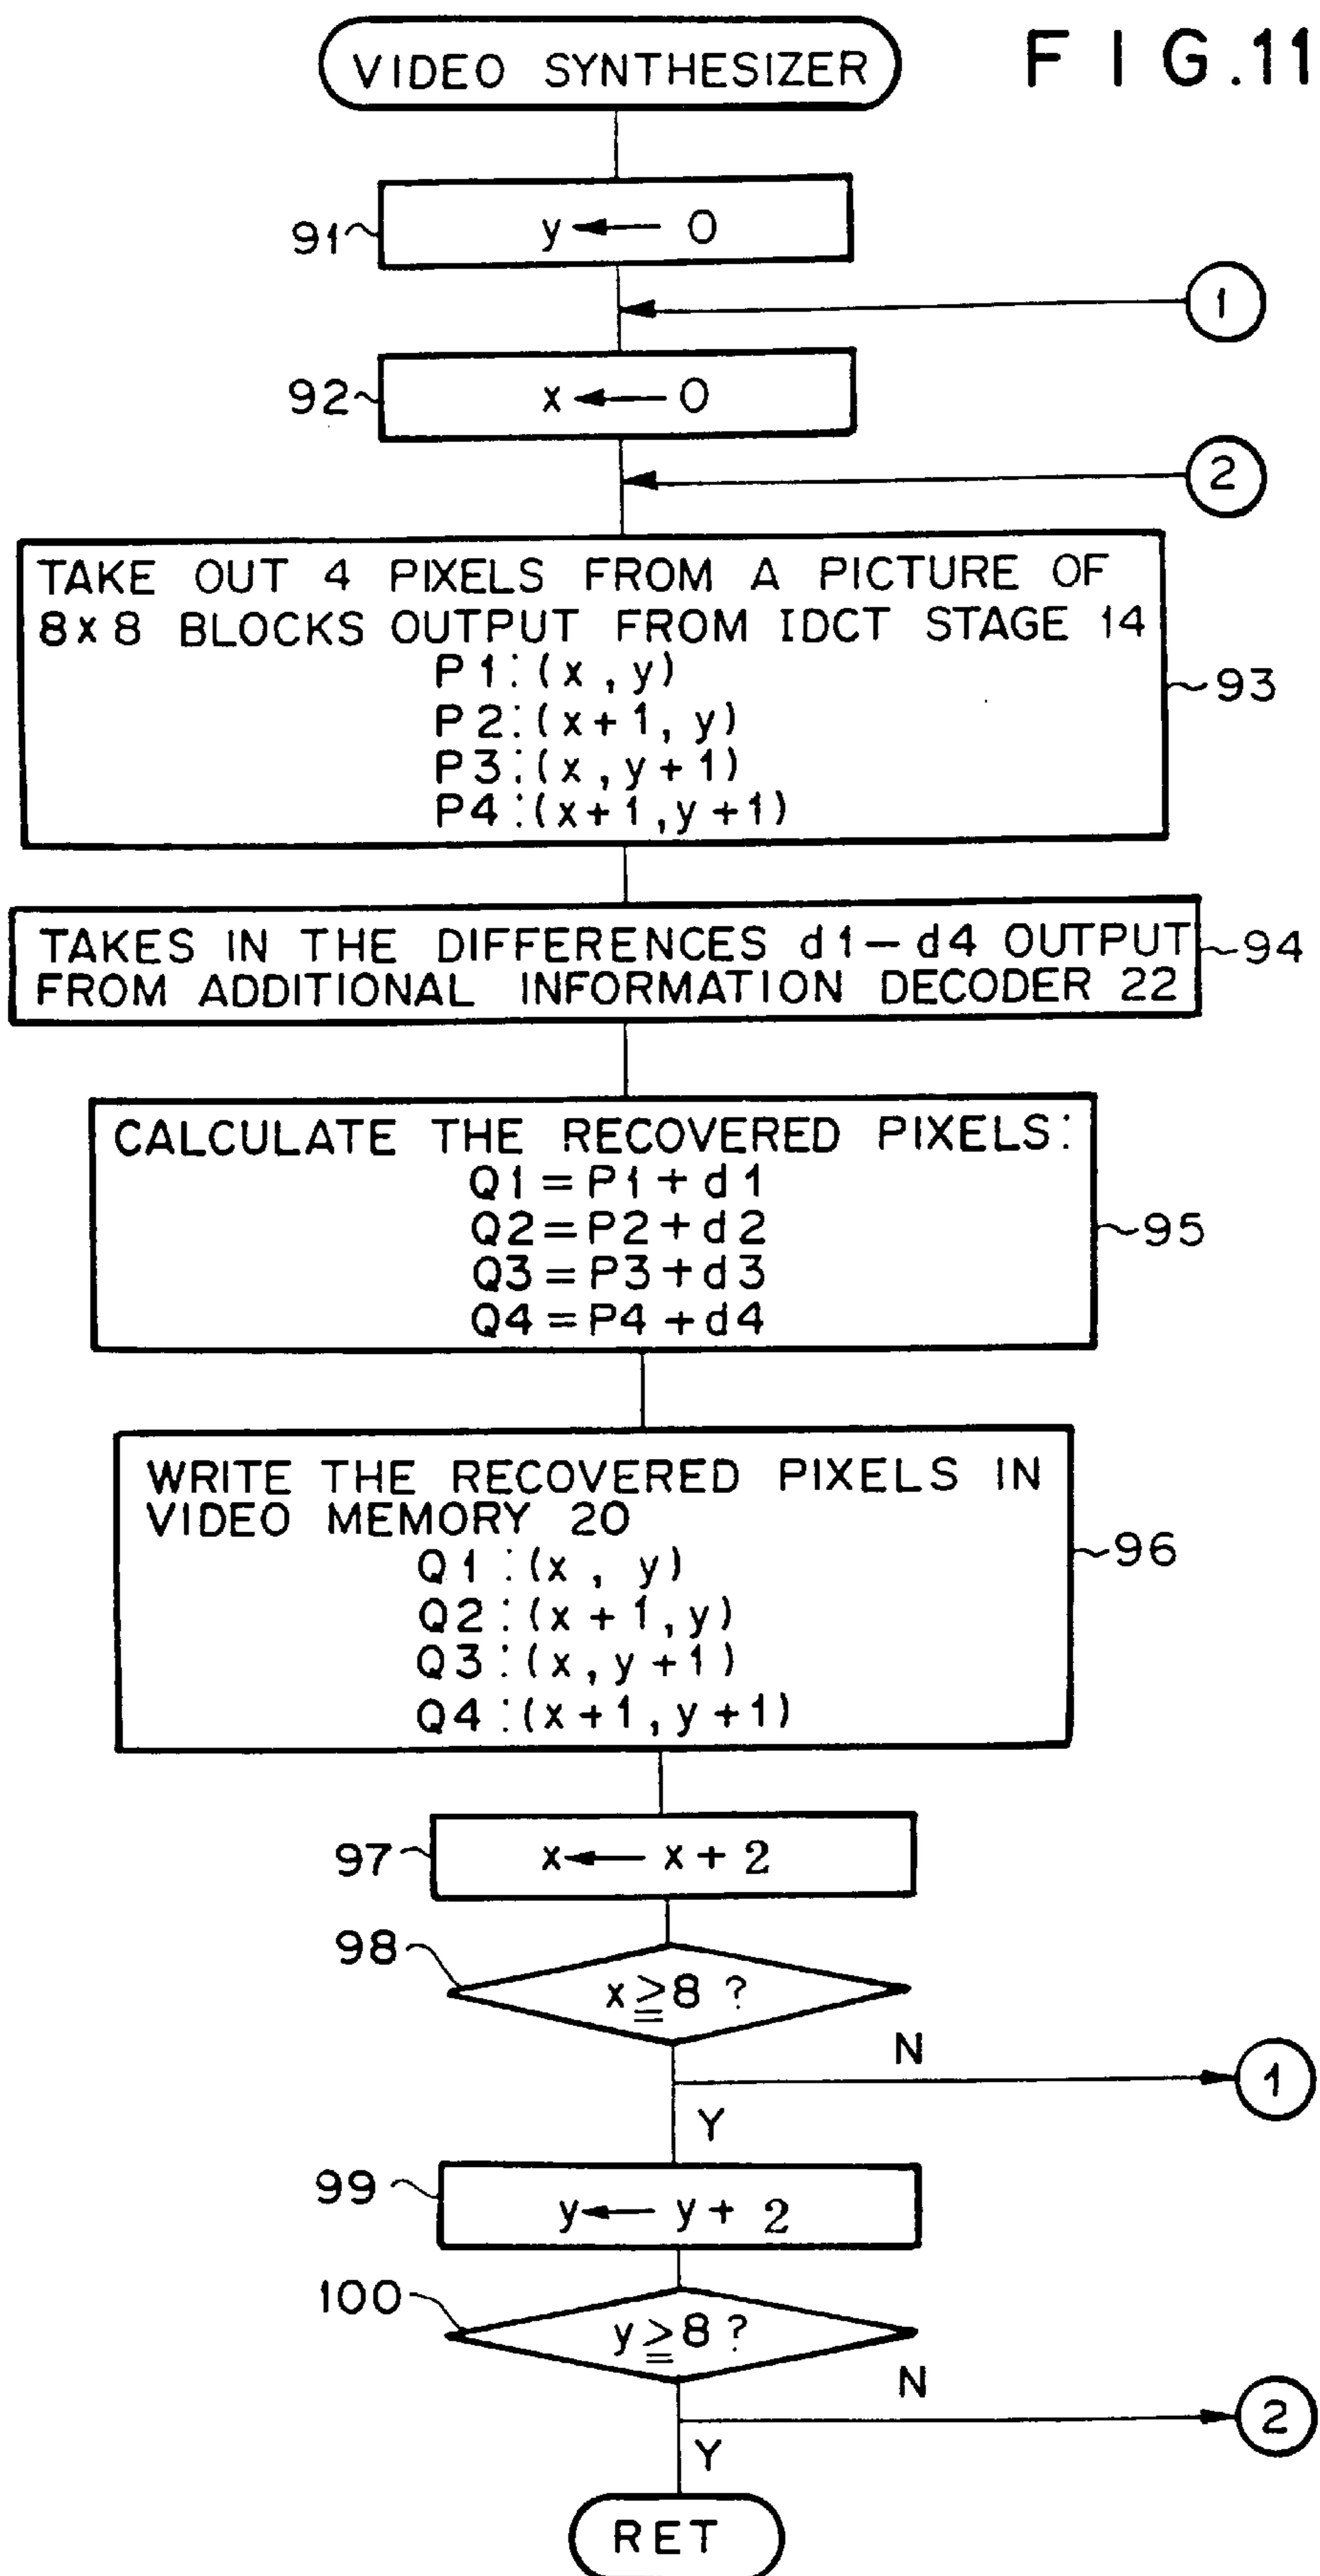 VIDEO SYNTHESIZER
FIG.11
91
y ← 0
1
92
x ← 0
2
TAKE OUT 4 PIXELS FROM A PICTURE OF
8x8 BLOCKS OUTPUT FROM IDCT STAGE 14
P1:(x,y)
93
P2:(x+1,y)
P3:(x,y+1)
P4:(x+1,y+1)
TAKES IN THE DIFFERENCES d1-d4 OUTPUT
94
FROM ADDITIONAL INFORMATION DECODER 22
CALCULATE THE RECOVERED PIXELS:
Q1=P1+d1
Q2=P2+d2
95
Q3=P3+d3
Q4=P4+d4
WRITE THE RECOVERED PIXELS IN
VIDEO MEMORY 20
96
Q1:(x, y)
Q2:(x+1,y)
Q3:(x,y+1)
Q4:(x+1,y+1)
97
x ← x+2
98
x≧8?
N
1
Y
99
y ← y+2
100
y≧8?
N
2
Y
RET